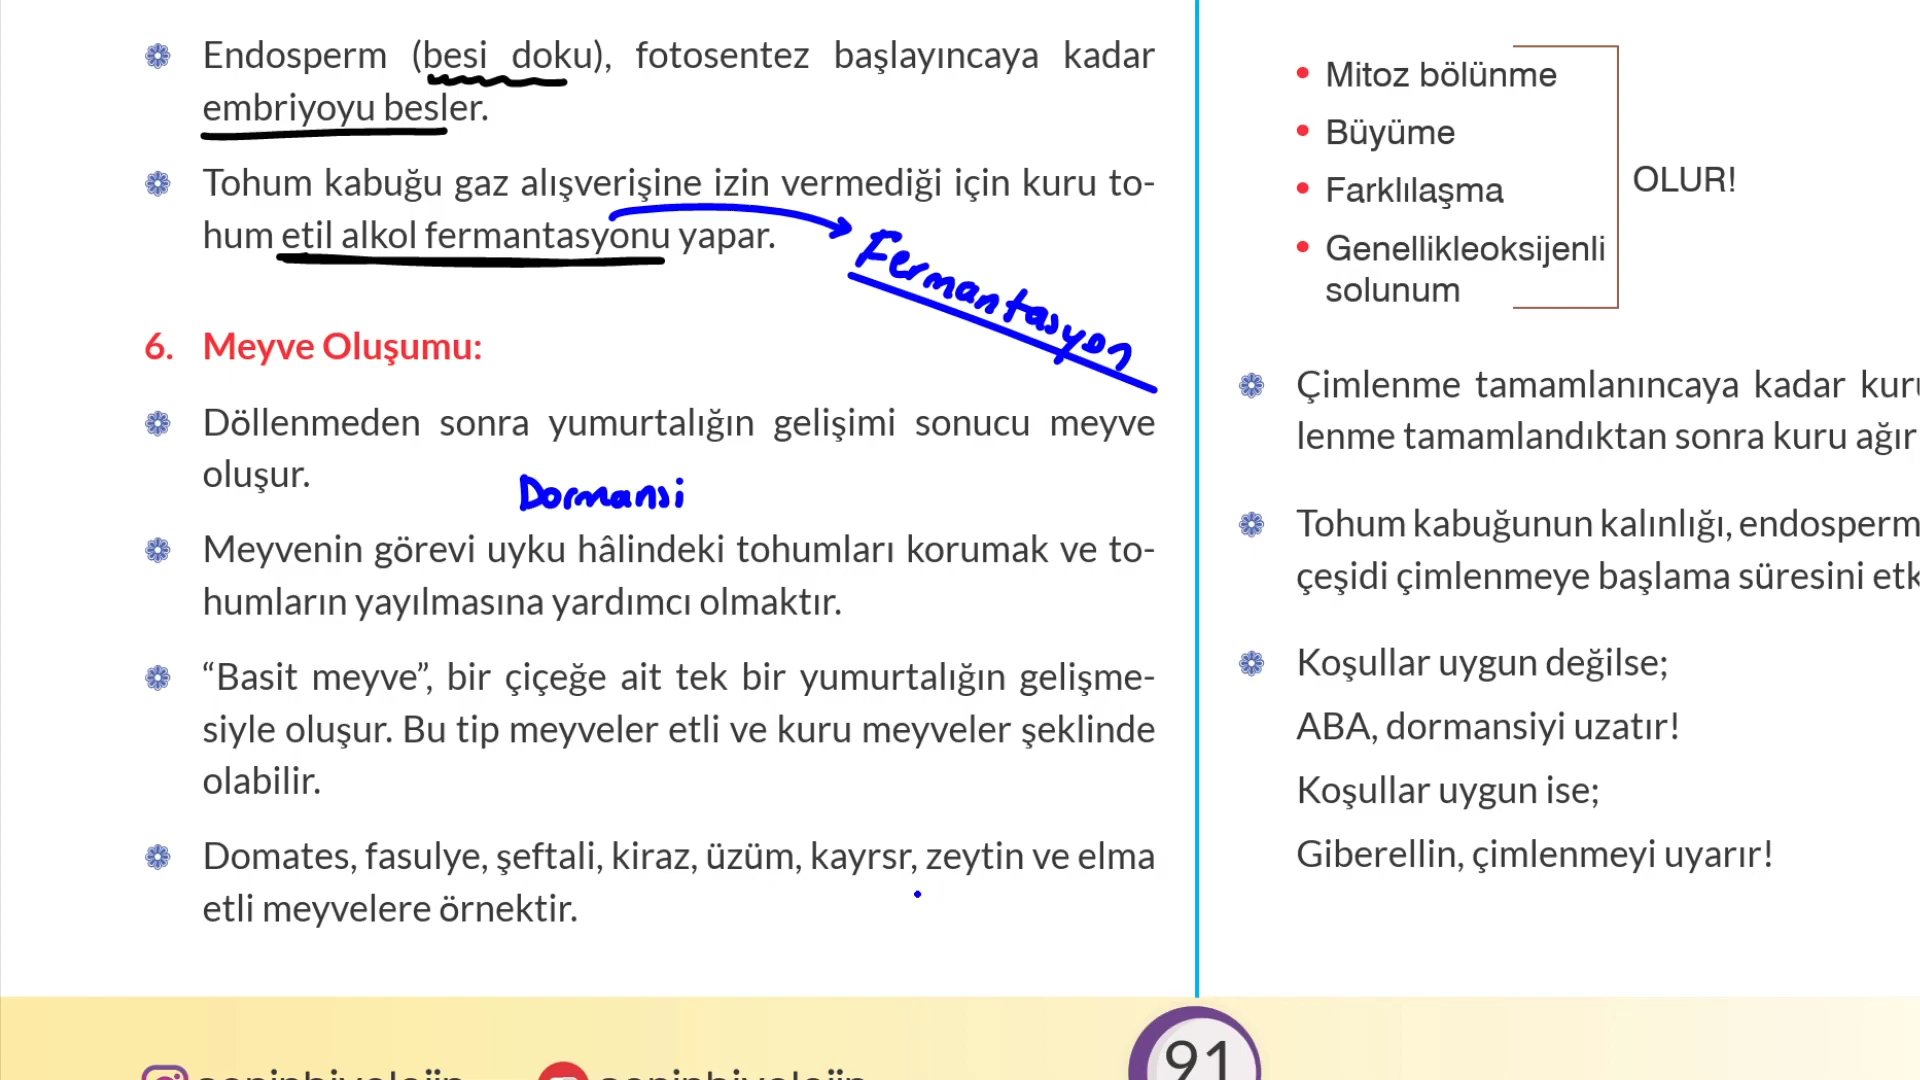 Endosperm (besi doku), fotosentez başlayıncaya kadar
embriyoyu besler.
Tohum kabuğu gaz alışverişine izin vermediği için kuru to-
hum etil alkol fermantasyonu yapar.
Fermantasyon
6. Meyve Oluşumu:
Döllenmeden sonra yumurtalığın gelişimi sonucu meyve
oluşur.
Dormansi
Meyvenin görevi uyku hâlindeki tohumları korumak ve to-
humların yayılmasına yardımcı olmaktır.
“Basit meyve”, bir çiçeğe ait tek bir yumurtalığın gelişme-
siyle oluşur. Bu tip meyveler etli ve kuru meyveler şeklinde
olabilir.
Domates, fasulye, şeftali, kiraz, üzüm, kayrsr, zeytin ve elma
etli meyvelere örnektir.
Mitoz bölünme
Büyüme
Farklılaşma
Genellikleoksijenli
solunum
OLUR!
Çimlenme tamamlanıncaya kadar
lenme tamamlandıktan sonra kuru
Tohum kabuğunun kalınlığı, endosperm
çeşidi çimlenmeye başlama süresini
Koşullar uygun değilse;
ABA, dormansiyi uzatır!
Koşullar uygun ise;
Giberellin, çimlenmeyi uyarır!
91